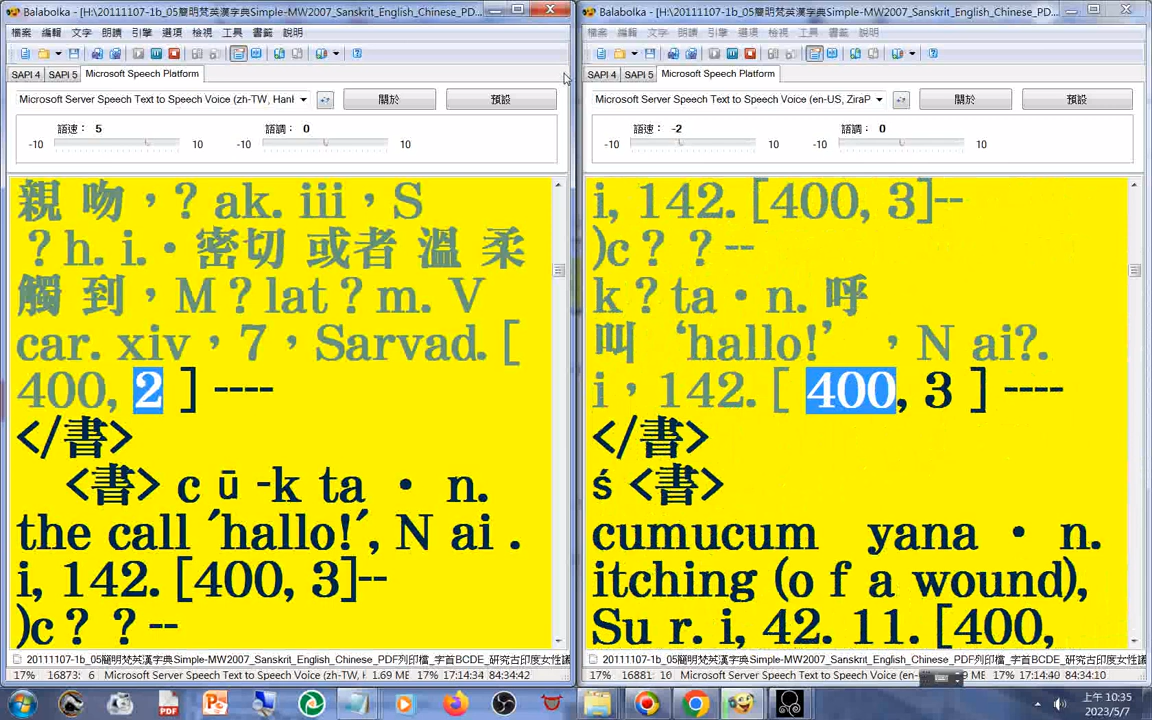 Balabolka - [H:\20111107-1b_05簡明梵英漢字典Simple-MW2007_Sanskrit_English_Chinese_PD...
檔案 編輯 文字 朗讀 引擎 選項 檢視 工具 書籤 說明
SAPI 4 SAPI 5 Microsoft Speech Platform
Microsoft Server Speech Text to Speech Voice (zh-TW, HanH 關於 預設
語速： 5 語調： 0
-10 10 -10 10
親 吻 ，? ak. iii，S
?h. i.‧密切 或者 溫 柔
觸 到，M?lat?m. V
car. xiv，7，Sarvad. [
400, 2 ] ----
</書>
<書> c ū -k ta ‧ n.
the call 'hallo!', N ai .
i, 142. [400, 3]--
)c? ?--
20111107-1b_05簡明梵英漢字典Simple-MW2007_Sanskrit_English_Chinese_PDF列印檔_字首BCDE_研究古印度女性議
17% 16873: 6 Microsoft Server Speech Text to Speech Voice (zh-TW, H 1.69 MB 17% 17:14:34 84:34:42
Balabolka - [H:\20111107-1b_05簡明梵英漢字典Simple-MW2007_Sanskrit_English_Chinese_PD...
檔案 編輯 文字 朗讀 引擎 選項 檢視 工具 書籤 說明
SAPI 4 SAPI 5 Microsoft Speech Platform
Microsoft Server Speech Text to Speech Voice (en-US, ZiraP 關於 預設
語速： -2 語調： 0
-10 10 -10 10
i, 142. [400, 3]--
)c? ?--
k?ta‧n. 呼
叫 ‘hallo!’ ，N ai?.
i，142. [ 400, 3 ] ----
</書>
ś <書>
cumucum yana ‧ n.
itching (o f a wound),
Su r. i, 42. 11. [400,
20111107-1b_05簡明梵英漢字典Simple-MW2007_Sanskrit_English_Chinese_PDF列印檔_字首BCDE_研究古印度女性議
17% 16881: 10 Microsoft Server Speech Text to Speech Voice (en-U MB 17% 17:14:40 84:34:10
上午 10:35
2023/5/7